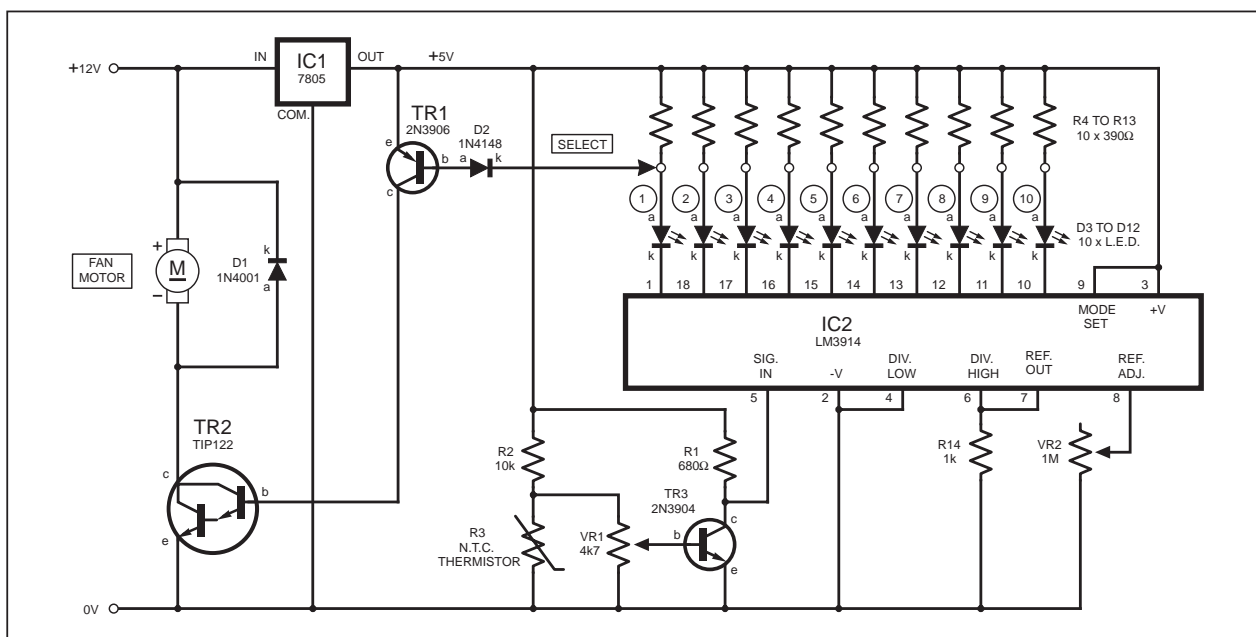 +12V
IN
IC1
7805
OUT
COM.
+5V
TR1
2N3906
e
b
c
D2
1N4148
a
k
SELECT
R4 TO R13
10 x 390Ω
1
2
3
4
5
6
7
8
9
10
a
a
a
a
a
a
a
a
a
a
k
k
k
k
k
k
k
k
k
k
D3 TO D12
10 x L.E.D.
FAN
MOTOR
+
M
−
k
D1
1N4001
a
1
18
17
16
15
14
13
12
11
10
9
3
MODE
SET
+V
IC2
LM3914
SIG.
IN
-V
DIV.
LOW
DIV.
HIGH
REF.
OUT
REF.
ADJ.
5
2
4
6
7
8
TR2
TIP122
c
b
e
R2
10k
R1
680Ω
R14
1k
VR2
1M
TR3
2N3904
c
b
e
R3
N.T.C.
THERMISTOR
VR1
4k7
0V